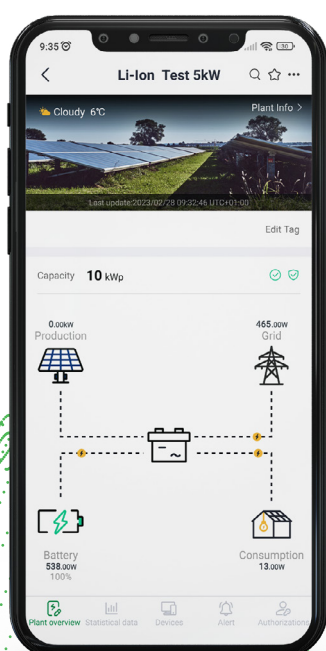 9:35
30
Li-Ion Test 5kW
Cloudy 6℃
Plant Info >
Last update:2023/02/28 09:32:46 UTC+01:00
Edit Tag
Capacity 10 kWp
0.00kW
Production
465.00W
Grid
Battery
538.00W
100%
Consumption
13.00W
Plant overview
Statistical data
Devices
Alert
Authorizations